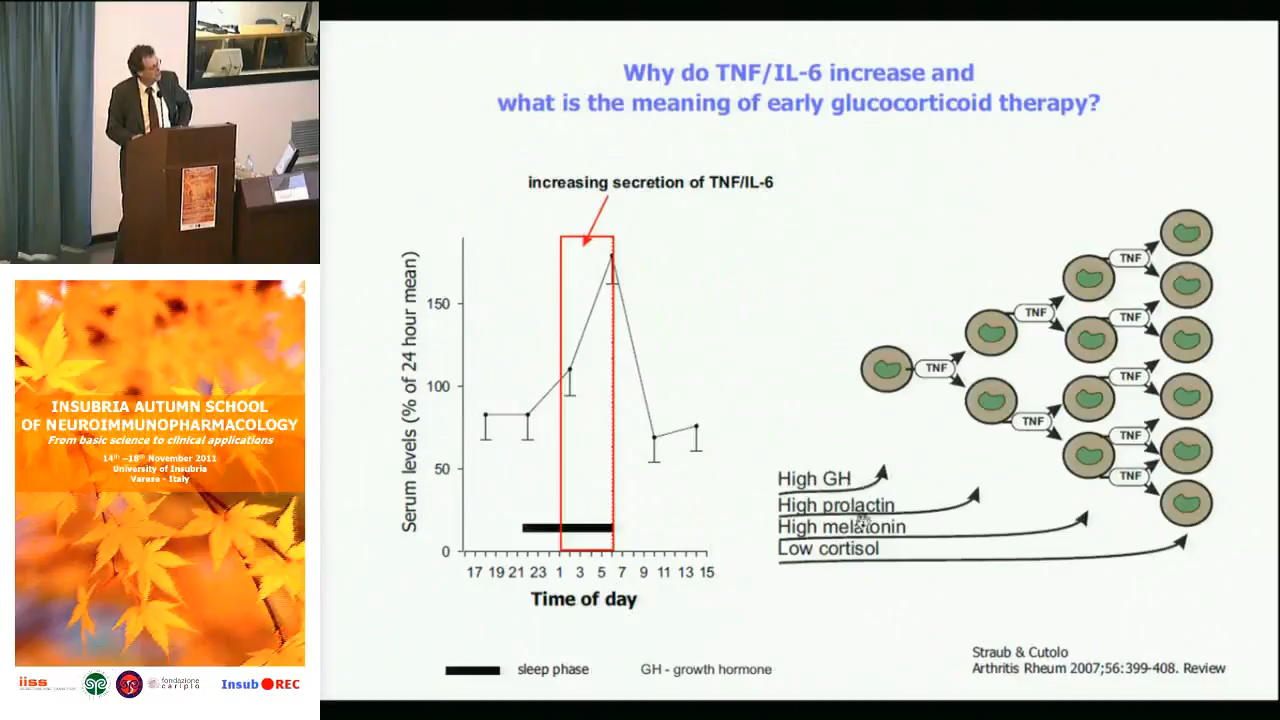 Why do TNF/IL-6 increase and
what is the meaning of early glucocorticoid therapy?
increasing secretion of TNF/IL-6
Serum levels (% of 24 hour mean)
150
100
50
0
17 19 21 23 1 3 5 7 9 11 13 15
Time of day
sleep phase
GH - growth hormone
TNF
TNF
TNF
TNF
TNF
TNF
TNF
TNF
High GH
High prolactin
High melatonin
Low cortisol
Straub & Cutolo
Arthritis Rheum 2007;56:399-408. Review
INSUBRIA AUTUMN SCHOOL
OF NEUROIMMUNOPHARMACOLOGY
From basic science to clinical applications
14th –18th November 2011
University of Insubria
Varese - Italy
iiss
fondazione
cariplo
Insub REC